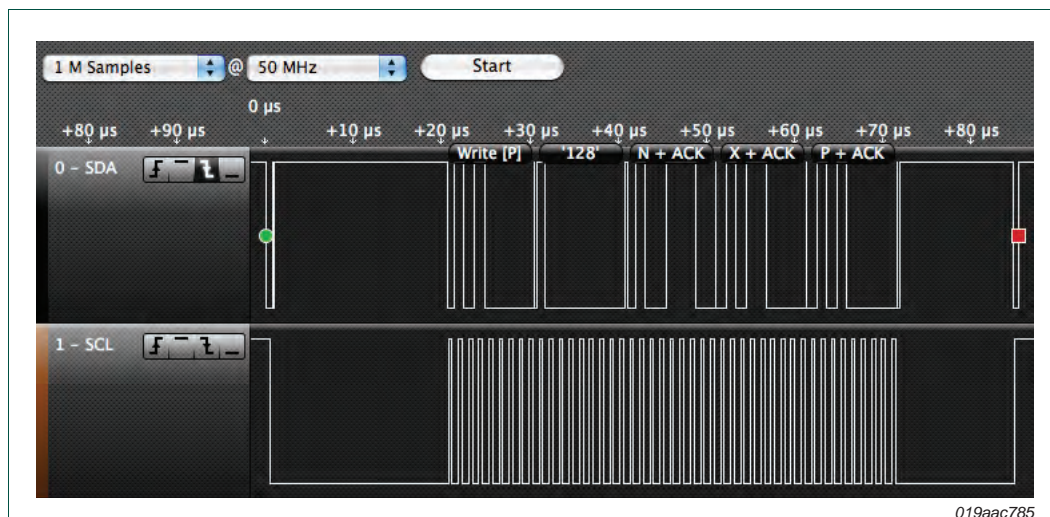 1 M Samples @ 50 MHz Start
0 µs
+80 µs +90 µs +10 µs +20 µs +30 µs +40 µs +50 µs +60 µs +70 µs +80 µs
Write [P] '128' N + ACK X + ACK P + ACK
0 – SDA
1 – SCL
019aac785